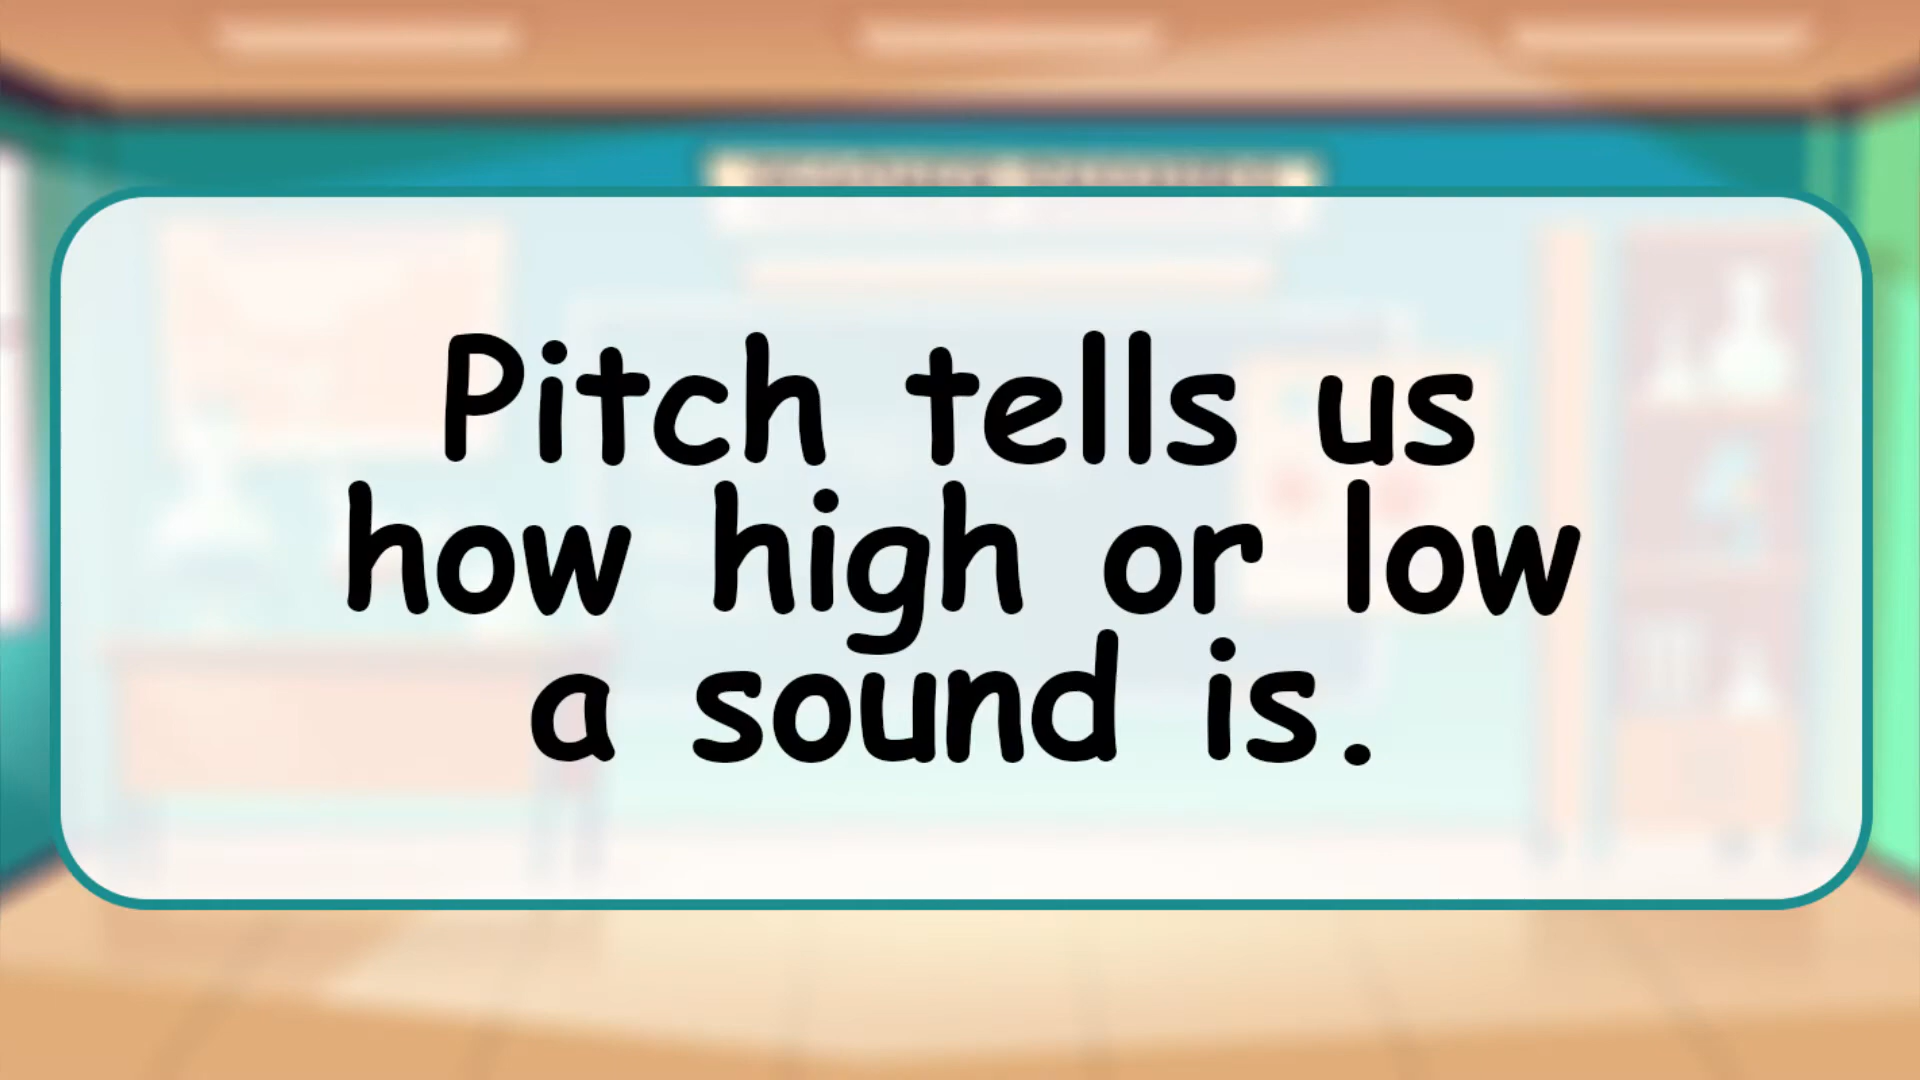 Pitch tells us
how high or low
a sound is.